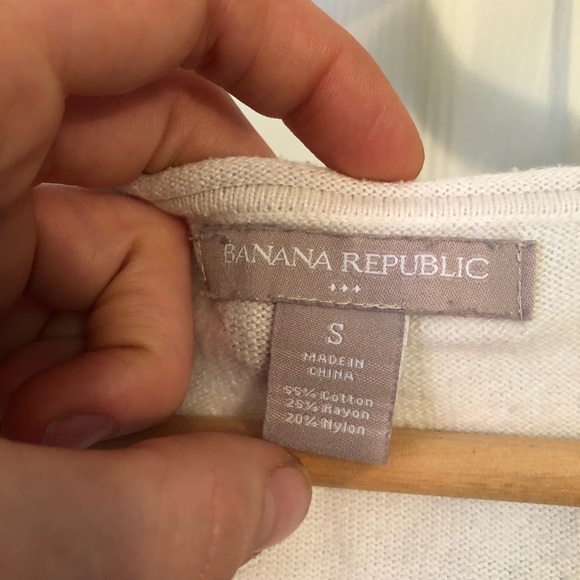 BANANA REPUBLIC
S
MADE IN
CHINA
55% Cotton
25% Rayon
20% Nylon